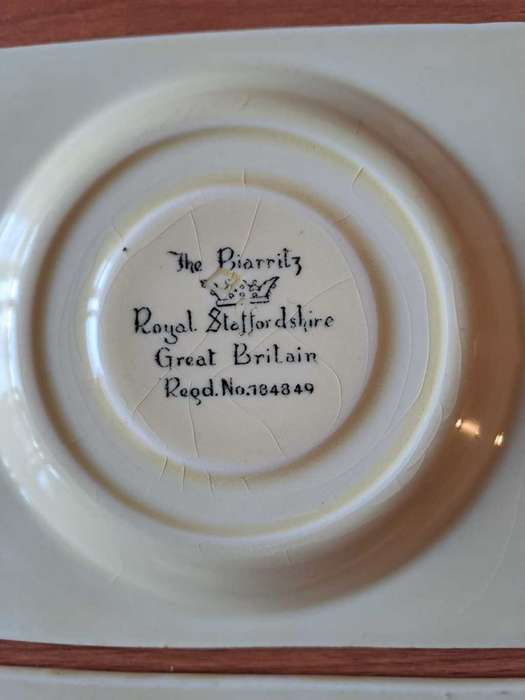 The Biarritz
Royal Staffordshire
Great Britain
Regd.No.784849